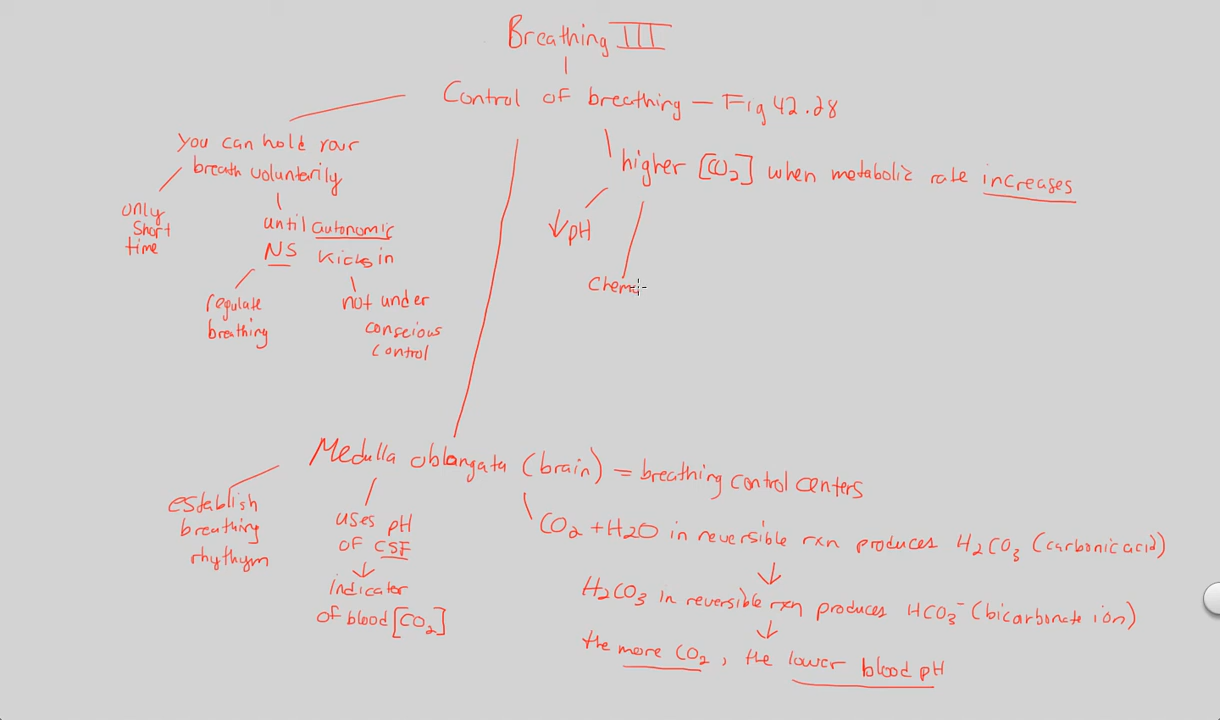 Breathing III
Control of breathing – Fig 42.28
you can hold your
breath voluntarily
only
short
time
until autonomic
NS kicks in
regulate
breathing
not under
conscious
control
higher [CO2] when metabolic rate increases
↓pH
Chemo
Medulla oblongata (brain) = breathing control centers
establish
breathing
rhythym
uses pH
of CSF
↓
indicator
of blood [CO2]
CO2 + H2O in reversible rxn produces H2CO3 (carbonic acid)
↓
H2CO3 in reversible rxn produces HCO3⁻ (bicarbonate ion)
↓
the more CO2, the lower blood pH